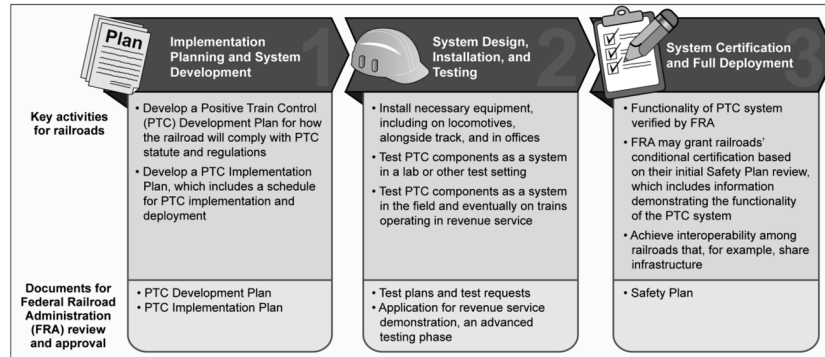 Plan
Implementation
Planning and System
Development
1
System Design,
Installation, and
Testing
2
System Certification
and Full Deployment
3
Key activities
for railroads
• Develop a Positive Train Control
(PTC) Development Plan for how
the railroad will comply with PTC
statute and regulations
• Develop a PTC Implementation
Plan, which includes a schedule
for PTC implementation and
deployment
• Install necessary equipment,
including on locomotives,
alongside track, and in offices
• Test PTC components as a system
in a lab or other test setting
• Test PTC components as a system
in the field and eventually on trains
operating in revenue service
• Functionality of PTC system
verified by FRA
• FRA may grant railroads’
conditional certification based
on their initial Safety Plan review,
which includes information
demonstrating the functionality
of the PTC system
• Achieve interoperability among
railroads that, for example, share
infrastructure
Documents for
Federal Railroad
Administration
(FRA) review
and approval
• PTC Development Plan
• PTC Implementation Plan
• Test plans and test requests
• Application for revenue service
demonstration, an advanced
testing phase
• Safety Plan